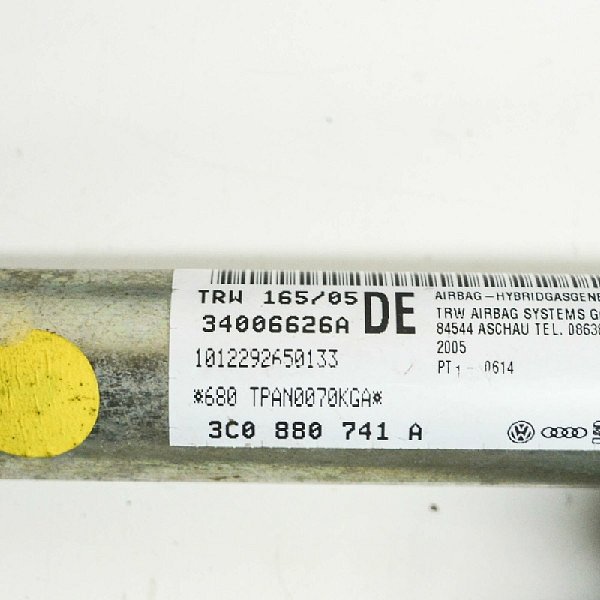 TRW 165/05
34006626A
DE
1012292650133
*680 TPAN0070KGA*
3C0 880 741 A
AIRBAG-HYBRIDGASGENE
TRW AIRBAG SYSTEMS G
84544 ASCHAU TEL. 0863
2005
0614